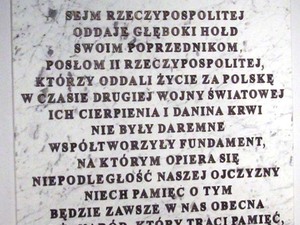 SEJM RZECZYPOSPOLITEJ
ODDAJE GŁĘBOKI HOŁD
SWOIM POPRZEDNIKOM,
POSŁOM II RZECZYPOSPOLITEJ,
KTÓRZY ODDALI ŻYCIE ZA POLSKĘ
W CZASIE DRUGIEJ WOJNY ŚWIATOWEJ
ICH CIERPIENIA I DANINA KRWI
NIE BYŁY DAREMNE
WSPÓŁTWORZYŁY FUNDAMENT,
NA KTÓRYM OPIERA SIĘ
NIEPODLEGŁOŚĆ NASZEJ OJCZYZNY
NIECH PAMIĘĆ O TYM
BĘDZIE ZAWSZE W NAS OBECNA
KTÓRY TRACI PAMIĘĆ,